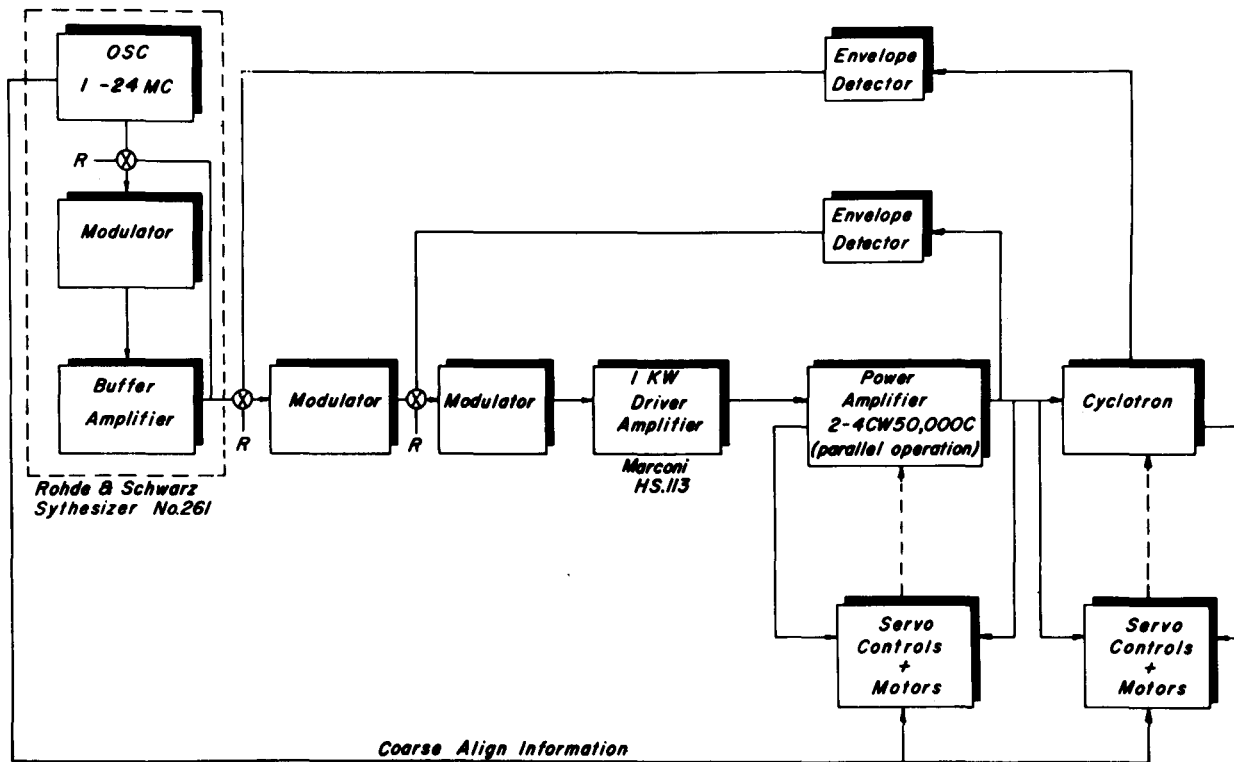 OSC
1 -24 MC
R
Modulator
Buffer
Amplifier
Rohde & Schwarz
Sythesizer No.261
Envelope
Detector
Envelope
Detector
R
Modulator
R
Modulator
1 KW
Driver
Amplifier
Marconi
HS.113
Power
Amplifier
2-4CW50,000C
(parallel operation)
Cyclotron
Servo
Controls
+
Motors
Servo
Controls
+
Motors
Coarse Align Information